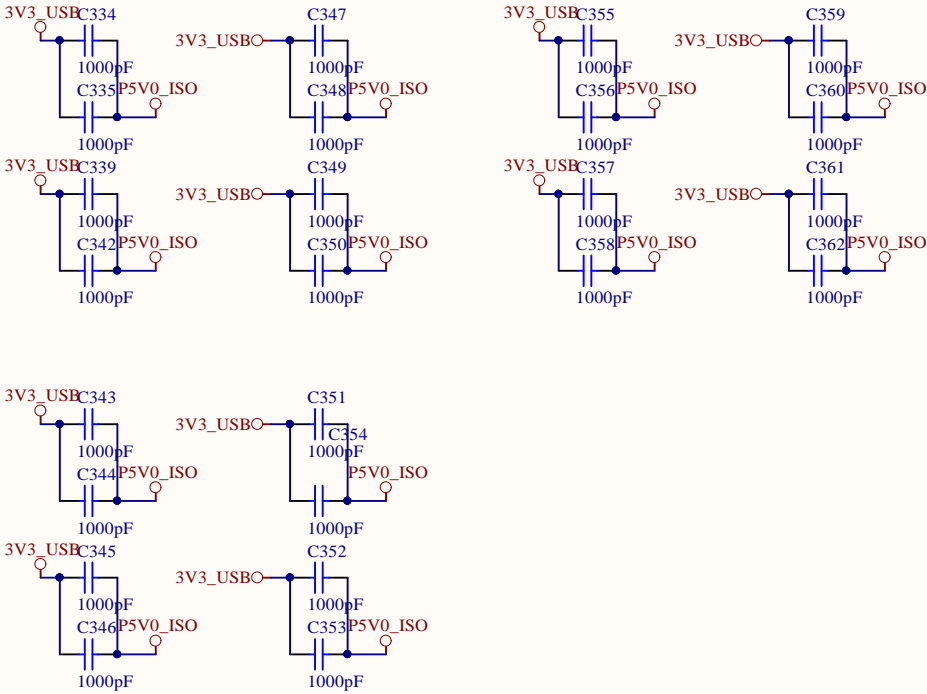 3V3_USB C334 C347 3V3_USB C355 C359
3V3_USB 3V3_USB
1000pF 1000pF 1000pF 1000pF
C335 P5V0_ISO C348 P5V0_ISO C356 P5V0_ISO C360 P5V0_ISO
1000pF 1000pF 1000pF 1000pF
3V3_USB C339 C349 3V3_USB C357 C361
3V3_USB 3V3_USB
1000pF 1000pF 1000pF 1000pF
C342 P5V0_ISO C350 P5V0_ISO C358 P5V0_ISO C362 P5V0_ISO
1000pF 1000pF 1000pF 1000pF
3V3_USB C343 C351
3V3_USB
C354
1000pF 1000pF
C344 P5V0_ISO P5V0_ISO
1000pF 1000pF
3V3_USB C345 C352
3V3_USB
1000pF 1000pF
C346 P5V0_ISO C353 P5V0_ISO
1000pF 1000pF